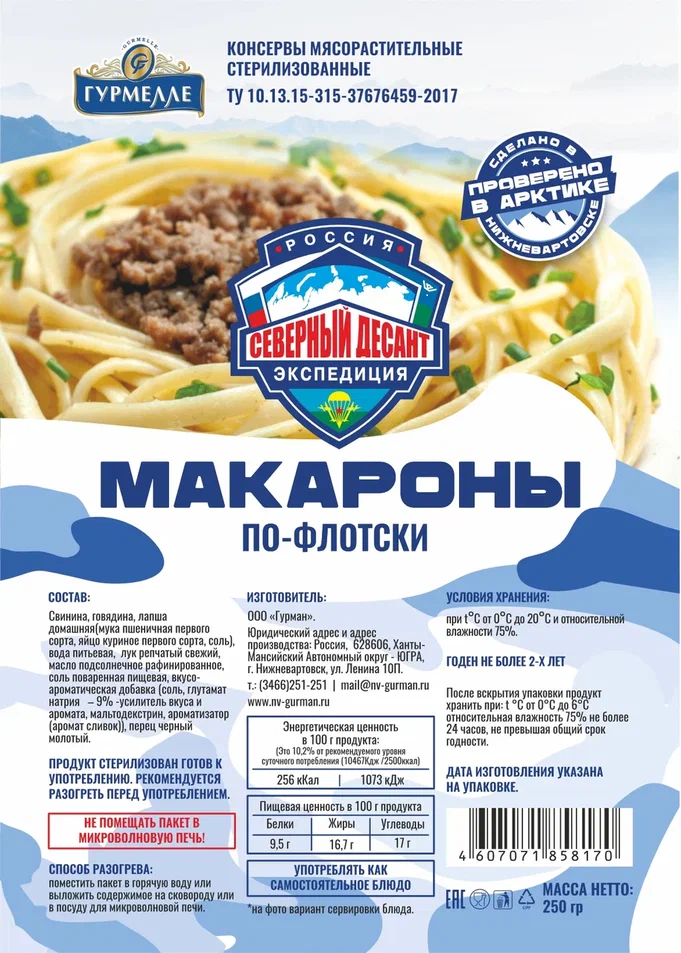 GURMELLE
ГУРМЕЛЛЕ
КОНСЕРВЫ МЯСОРАСТИТЕЛЬНЫЕ
СТЕРИЛИЗОВАННЫЕ
ТУ 10.13.15-315-37676459-2017
СДЕЛАНО В
ПРОВЕРЕНО
В АРКТИКЕ
НИЖНЕВАРТОВСКЕ
РОССИЯ
СЕВЕРНЫЙ ДЕСАНТ
ЭКСПЕДИЦИЯ
МАКАРОНЫ
ПО-ФЛОТСКИ
СОСТАВ:
Свинина, говядина, лапша
домашняя(мука пшеничная первого
сорта, яйцо куриное первого сорта, соль),
вода питьевая, лук репчатый свежий,
масло подсолнечное рафинированное,
соль поваренная пищевая, вкусо-
ароматическая добавка (соль, глутамат
натрия – 9% -усилитель вкуса и
аромата, мальтодекстрин, ароматизатор
(аромат сливок)), перец черный
молотый.
ПРОДУКТ СТЕРИЛИЗОВАН ГОТОВ К
УПОТРЕБЛЕНИЮ. РЕКОМЕНДУЕТСЯ
РАЗОГРЕТЬ ПЕРЕД УПОТРЕБЛЕНИЕМ.
НЕ ПОМЕЩАТЬ ПАКЕТ В
МИКРОВОЛНОВУЮ ПЕЧЬ!
СПОСОБ РАЗОГРЕВА:
поместить пакет в горячую воду или
выложить содержимое на сковороду или
в посуду для микроволновой печи.
ИЗГОТОВИТЕЛЬ:
ООО «Гурман».
Юридический адрес и адрес
производства: Россия, 628606, Ханты-
Мансийский Автономный округ - ЮГРА,
г. Нижневартовск, ул. Ленина 10П.
т.: (3466)251-251 | mail@nv-gurman.ru
www.nv-gurman.ru
Энергетическая ценность
в 100 г продукта:
(Это 10,2% от рекомендуемого уровня
суточного потребления (10467Кдж /2500ккал)
256 кКал | 1073 кДж
Пищевая ценность в 100 г продукта
Белки Жиры Углеводы
9,5 г 16,7 г 17 г
УПОТРЕБЛЯТЬ КАК
САМОСТОЯТЕЛЬНОЕ БЛЮДО
*на фото вариант сервировки блюда.
УСЛОВИЯ ХРАНЕНИЯ:
при t°С от 0°С до 20°С и относительной
влажности 75%.
ГОДЕН НЕ БОЛЕЕ 2-Х ЛЕТ
После вскрытия упаковки продукт
хранить при: t °С от 0°С до 6°С
относительная влажность 75% не более
24 часов, не превышая общий срок
годности.
ДАТА ИЗГОТОВЛЕНИЯ УКАЗАНА
НА УПАКОВКЕ.
4 607071 858170
EAC
C/PP
МАССА НЕТТО:
250 гр